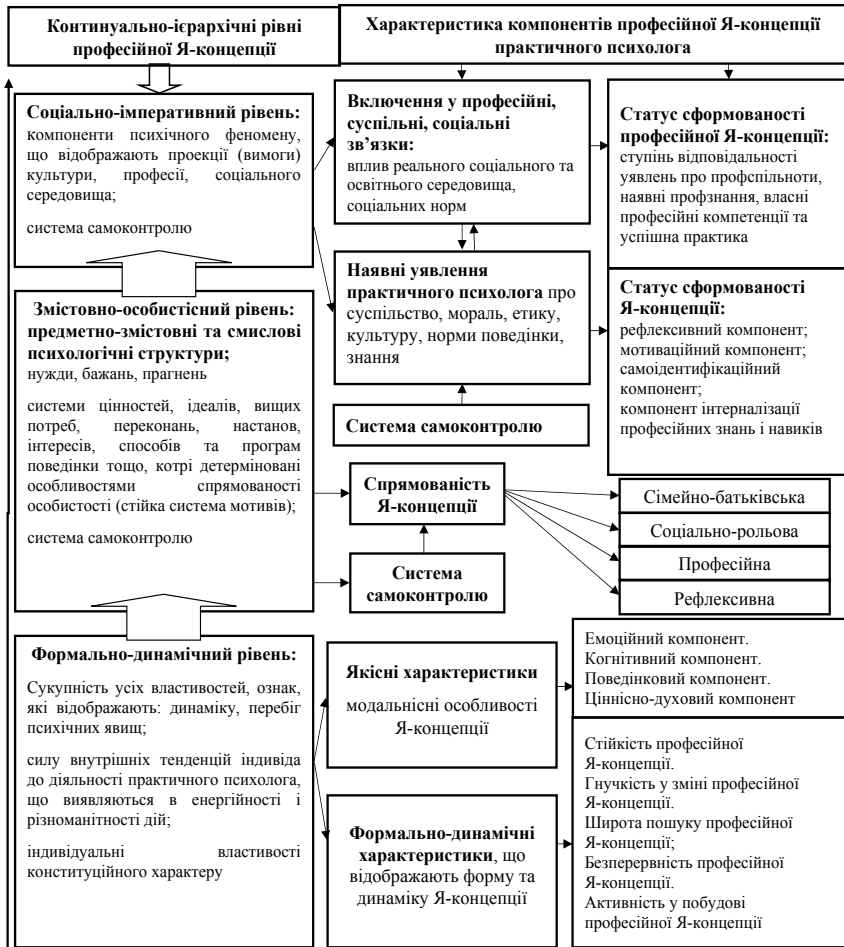 Континуально-ієрархічні рівні
професійної Я-концепції
Характеристика компонентів професійної Я-концепції
практичного психолога
Соціально-імперативний рівень:
компоненти психічного феномену,
що відображають проекції (вимоги)
культури, професії, соціального
середовища;
система самоконтролю
Включення у професійні,
суспільні, соціальні
зв’язки:
вплив реального соціального та
освітнього середовища,
соціальних норм
Статус сформованості
професійної Я-концепції:
ступінь відповідальності
уявлень про профспільноти,
наявні профзнання, власні
професійні компетенції та
успішна практика
Наявні уявлення
практичного психолога про
суспільство, мораль, етику,
культуру, норми поведінки,
знання
Статус сформованості
Я-концепції:
рефлексивний компонент;
мотиваційний компонент;
самоідентифікаційний
компонент;
компонент інтерналізації
професійних знань і навиків
Система самоконтролю
Змістовно-особистісний рівень:
предметно-змістовні та смислові
психологічні структури;
нужди, бажань, прагнень
системи цінностей, ідеалів, вищих
потреб, переконань, настанов,
інтересів, способів та програм
поведінки тощо, котрі детерміновані
особливостями спрямованості
особистості (стійка система мотивів);
система самоконтролю
Спрямованість
Я-концепції
Система
самоконтролю
Сімейно-батьківська
Соціально-рольова
Професійна
Рефлексивна
Формально-динамічний рівень:
Сукупність усіх властивостей, ознак,
які відображають: динаміку, перебіг
психічних явищ;
силу внутрішніх тенденцій індивіда
до діяльності практичного психолога,
що виявляються в енергійності і
різноманітності дій;
індивідуальні властивості
конституційного характеру
Якісні характеристики
модальнісні особливості
Я-концепції
Емоційний компонент.
Когнітивний компонент.
Поведінковий компонент.
Ціннісно-духовий компонент
Формально-динамічні
характеристики, що
відображають форму та
динаміку Я-концепції
Стійкість професійної
Я-концепції.
Гнучкість у зміні професійної
Я-концепції.
Широта пошуку професійної
Я-концепції;
Безперервність професійної
Я-концепції.
Активність у побудові
професійної Я-концепції